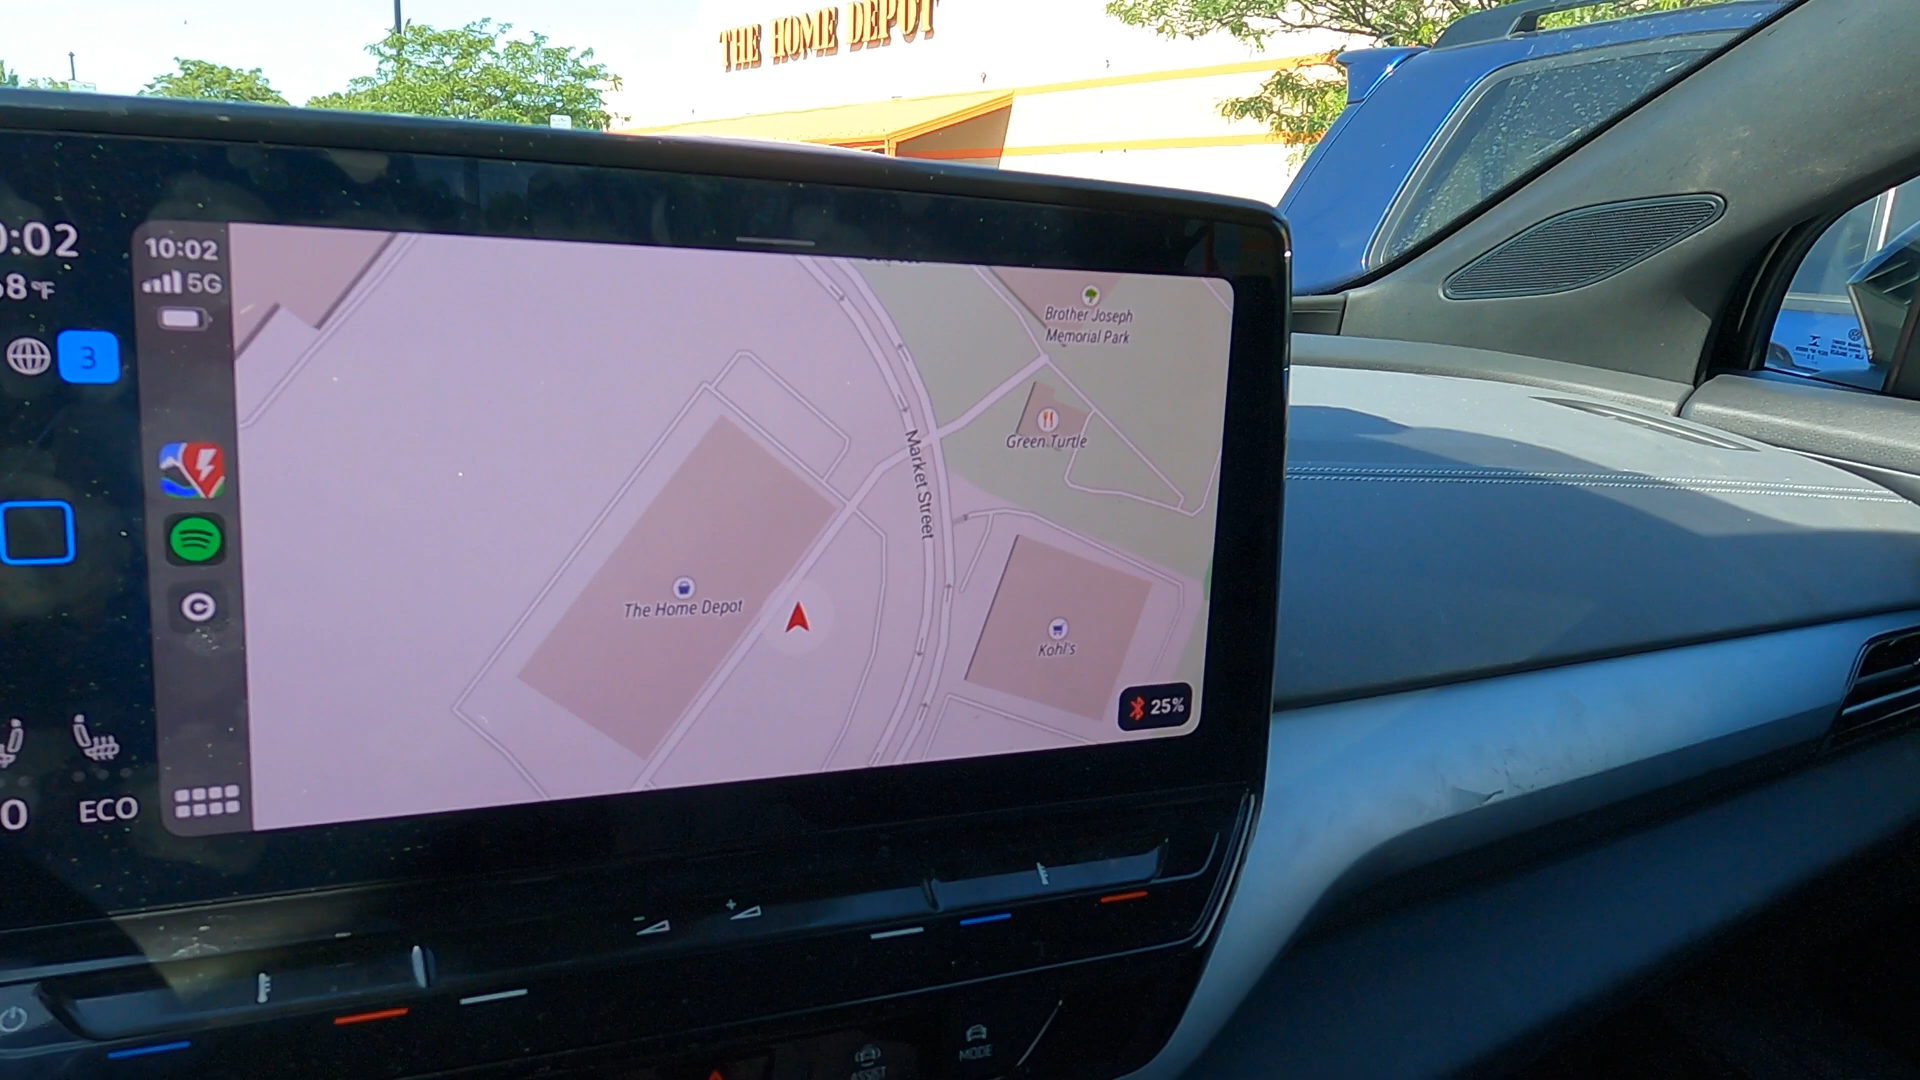 THE HOME DEPOT
:02
8°F
3
10:02
5G
Brother Joseph
Memorial Park
Green Turtle
Market Street
The Home Depot
Kohl's
25%
0
ECO
- +
ASSIST
MODE